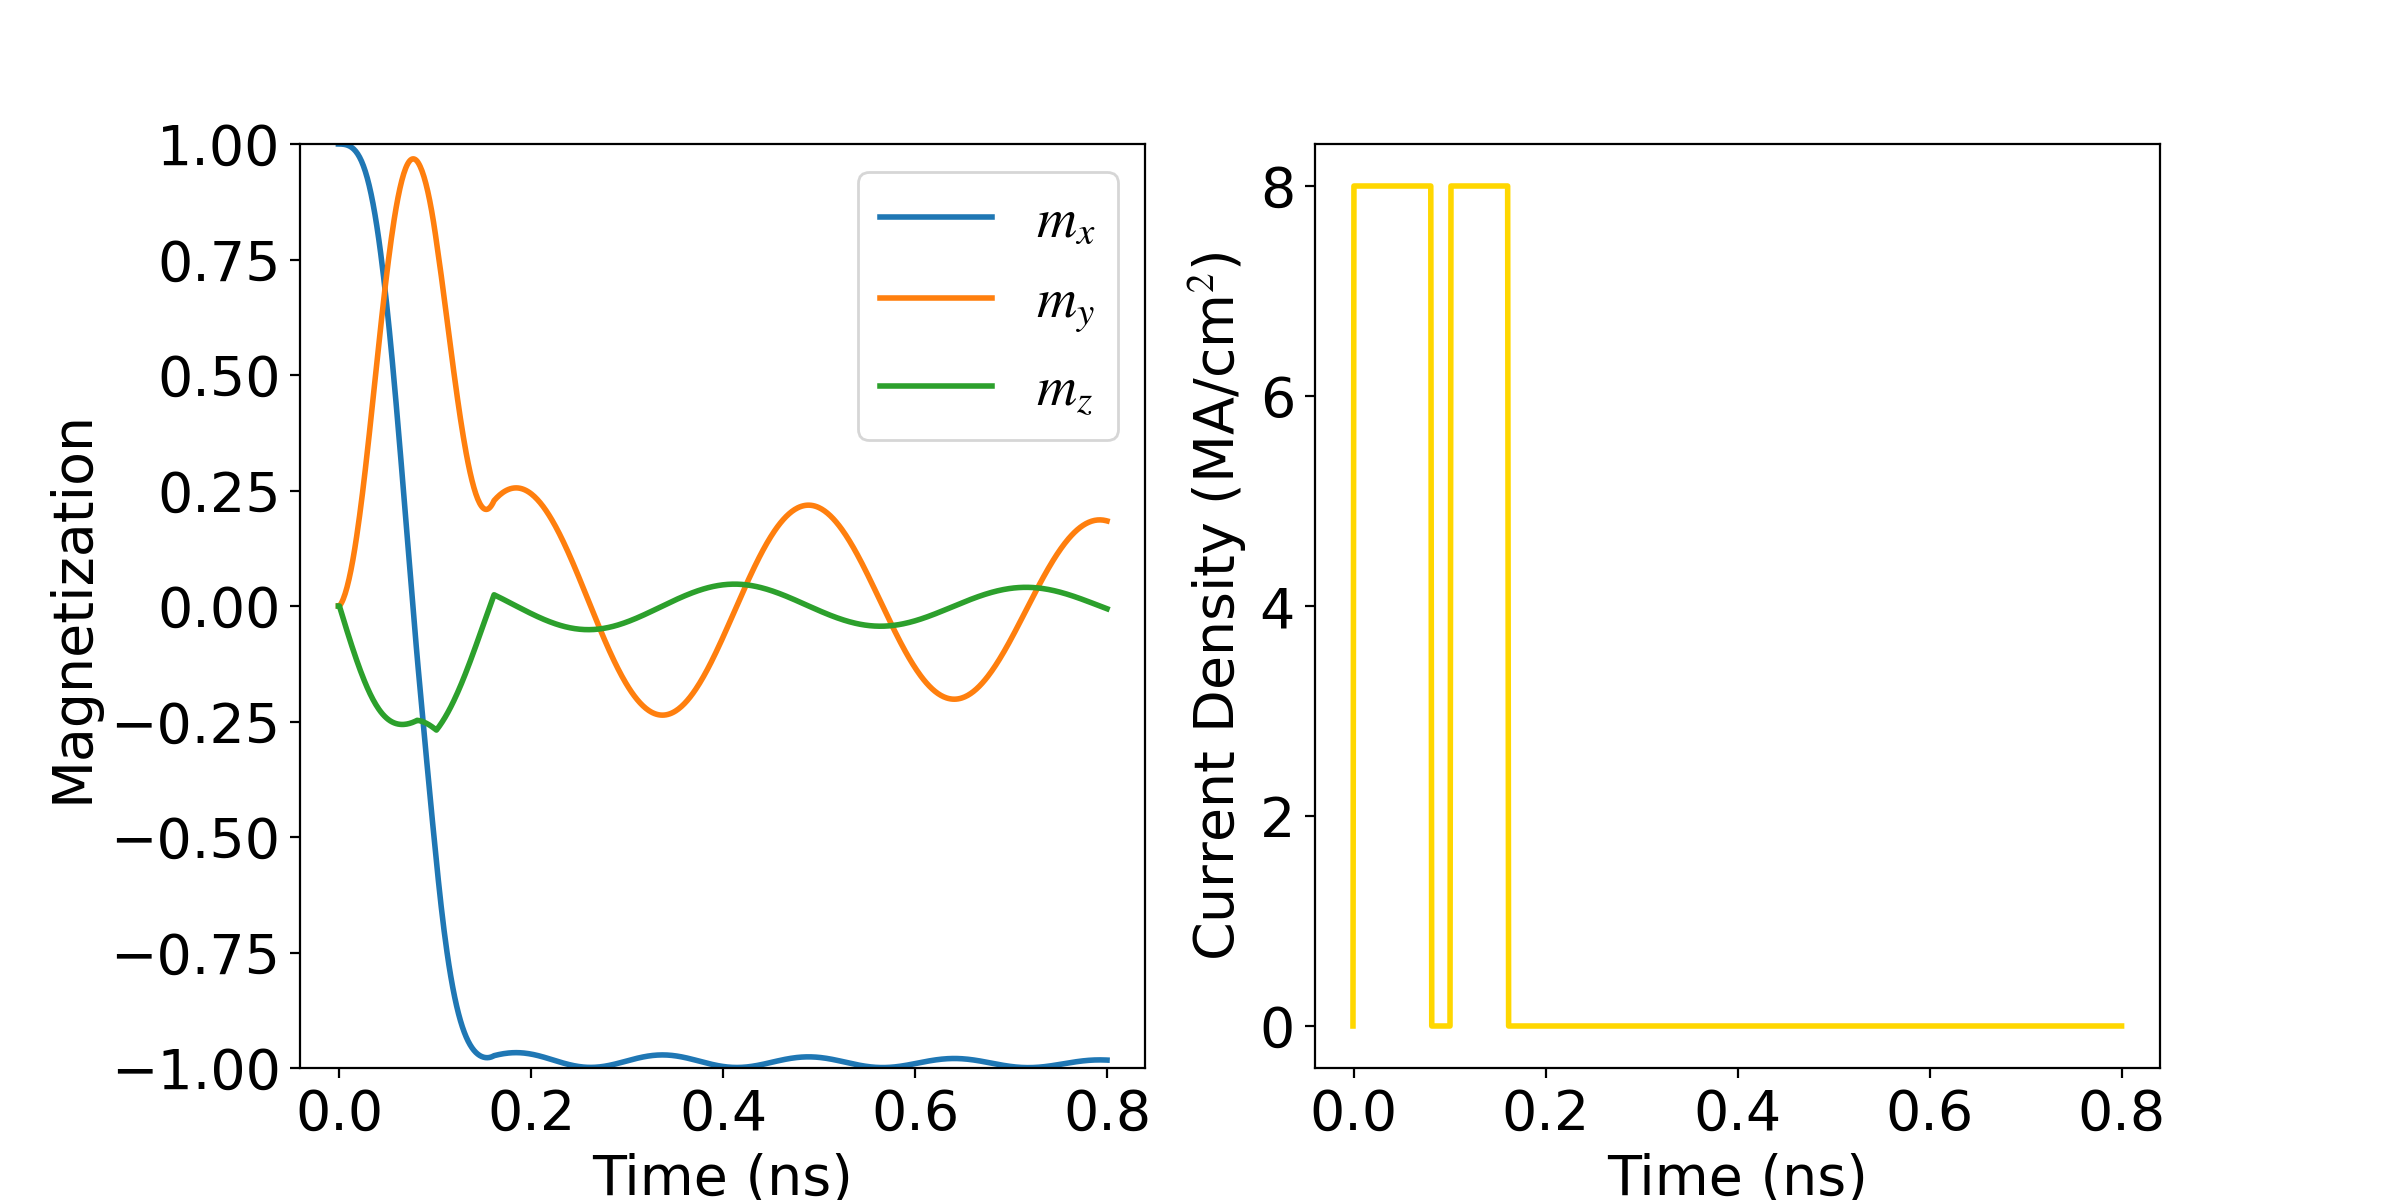 1.00
0.75
0.50
0.25
0.00
−0.25
−0.50
−0.75
−1.00
Magnetization
0.0 0.2 0.4 0.6 0.8
Time (ns)
m_x
m_y
m_z
8
6
4
2
0
Current Density (MA/cm²)
0.0 0.2 0.4 0.6 0.8
Time (ns)